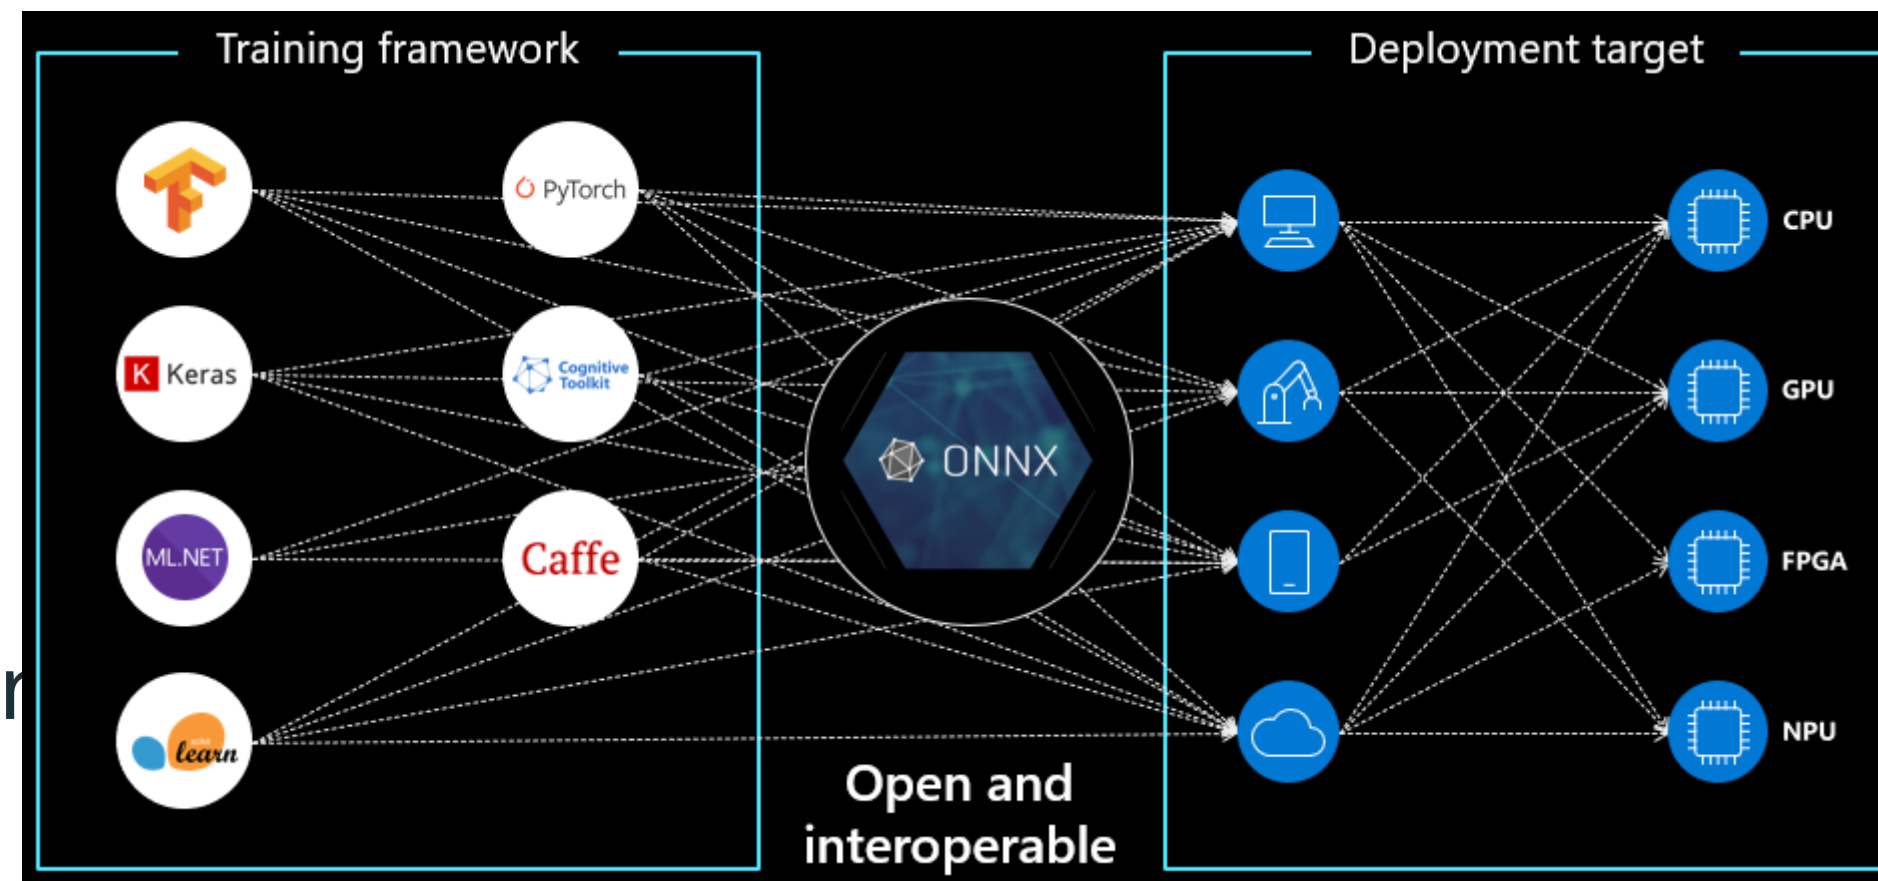 Training framework
Deployment target
PyTorch
K Keras
Cognitive
Toolkit
ML.NET
Caffe
learn
ONNX
Open and
interoperable
CPU
GPU
FPGA
NPU